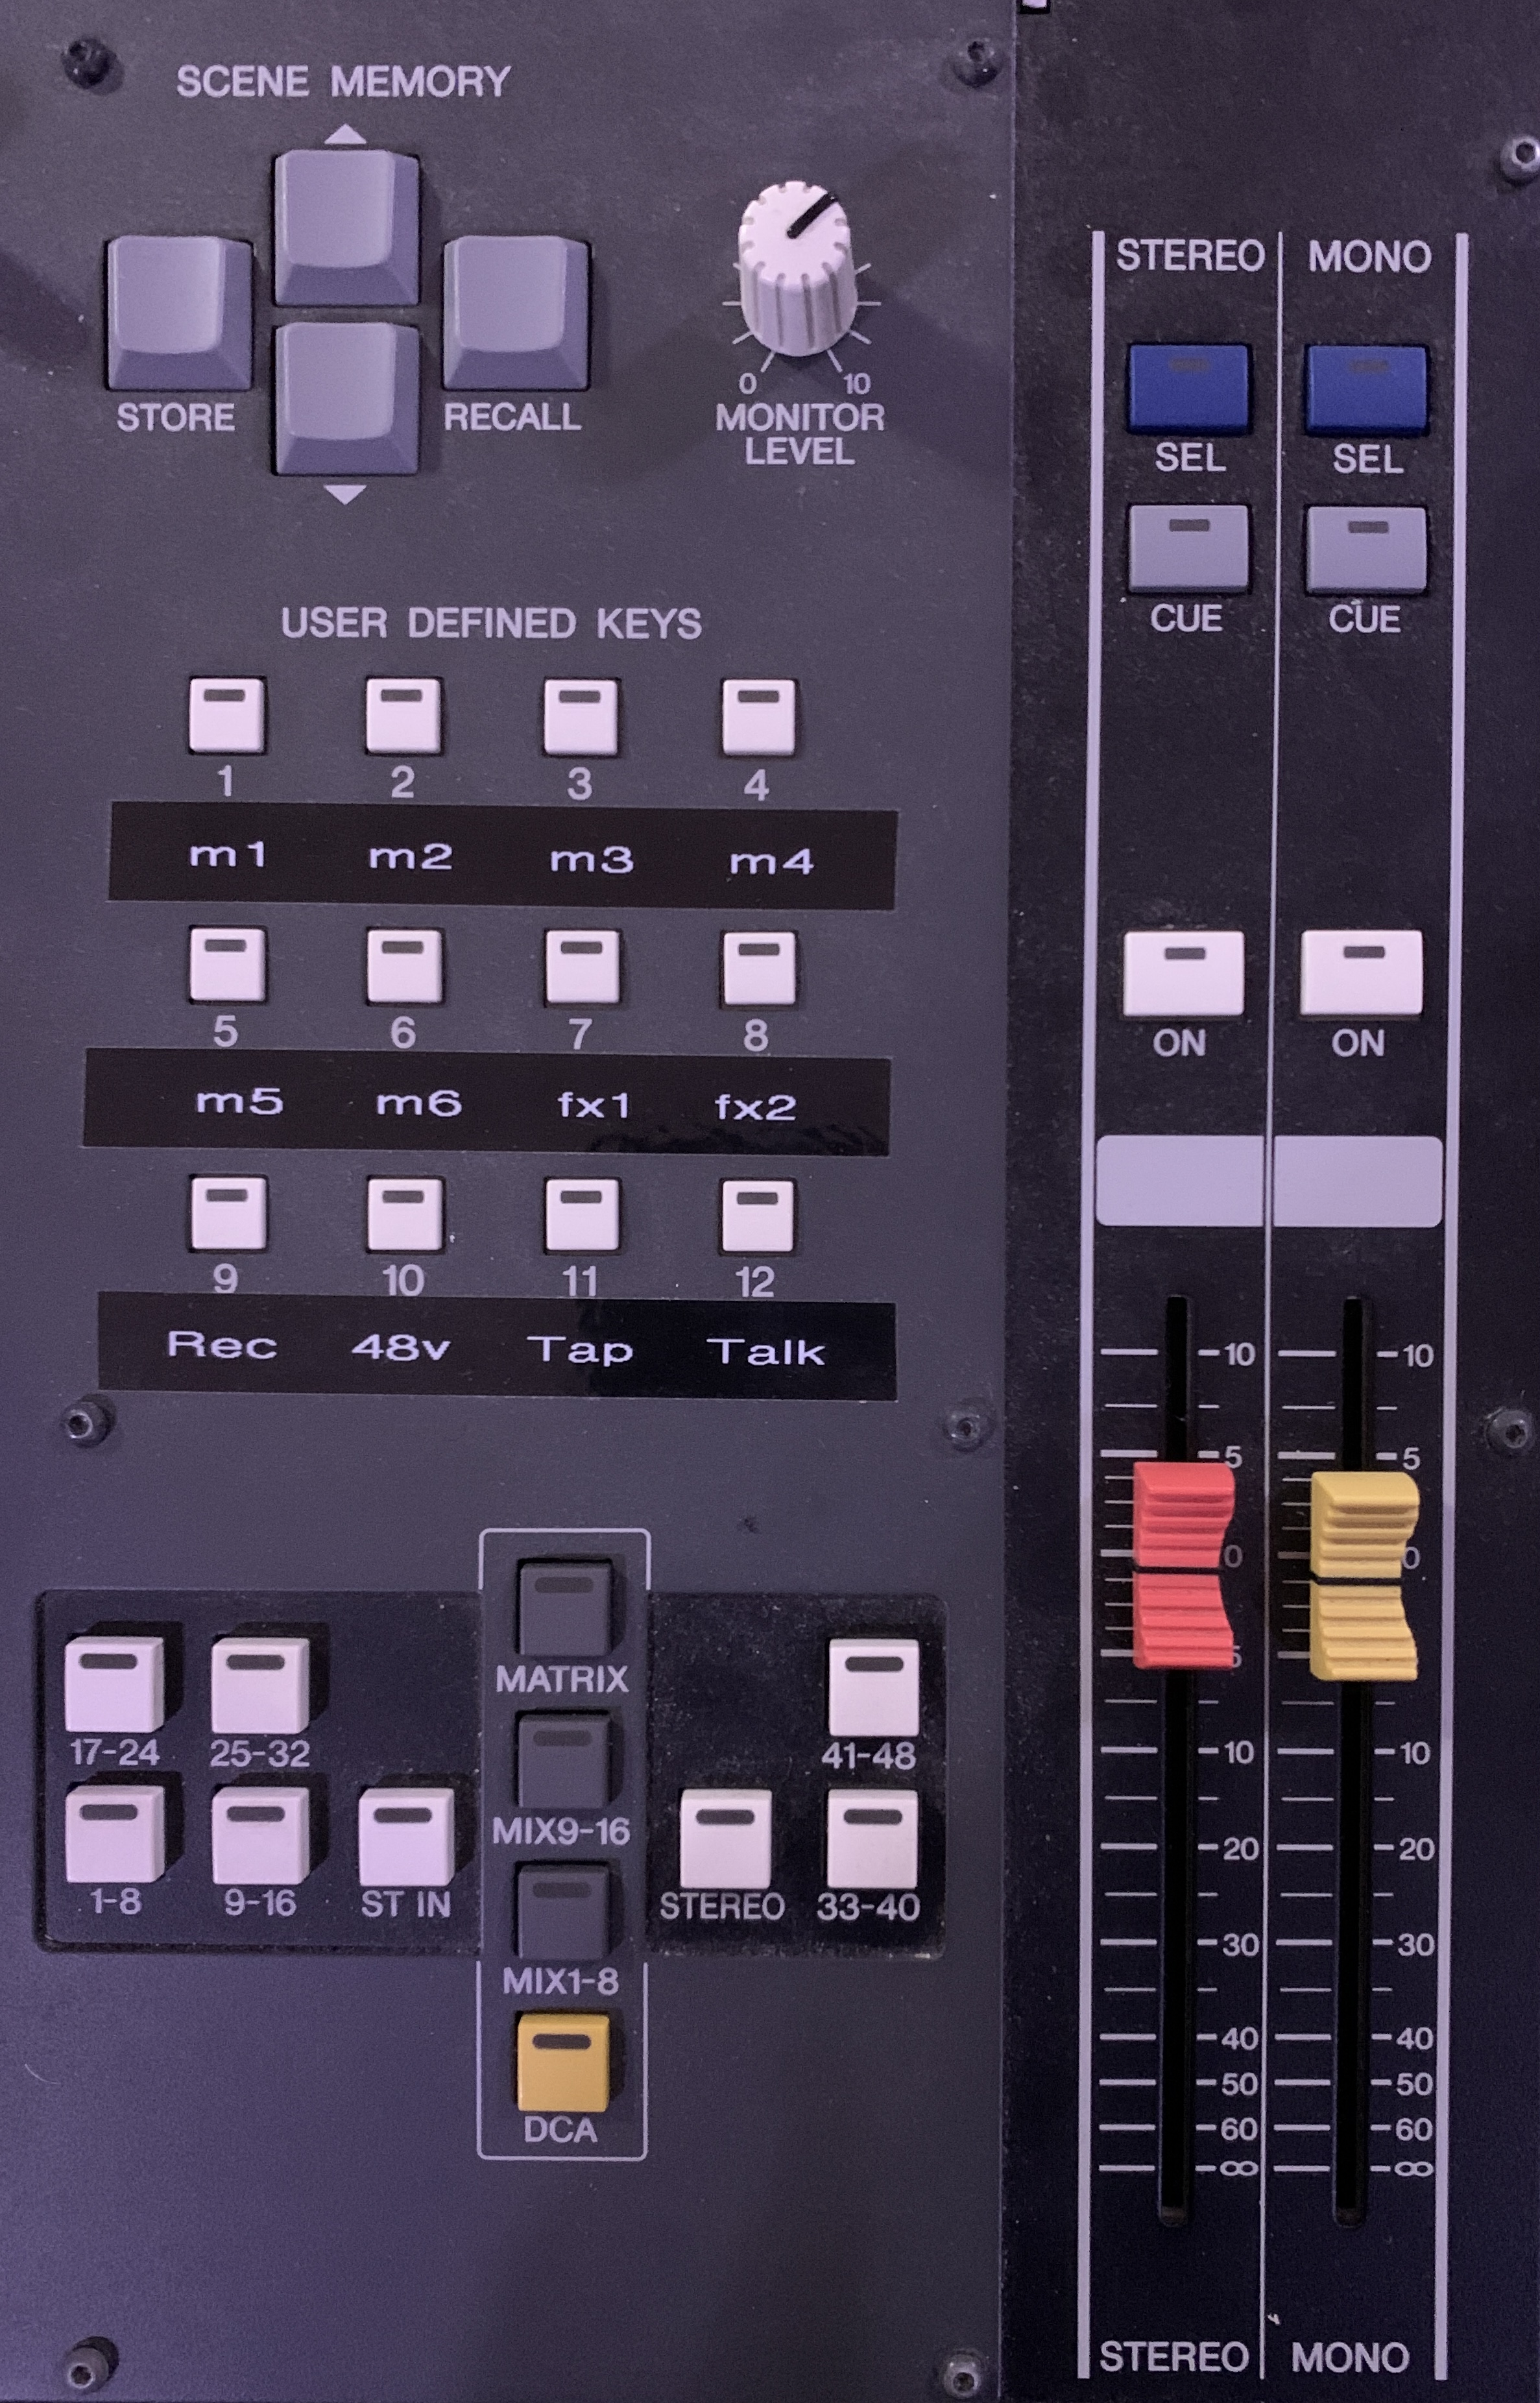 SCENE MEMORY
STORE
RECALL
0 10
MONITOR
LEVEL
USER DEFINED KEYS
1 2 3 4
m1 m2 m3 m4
5 6 7 8
m5 m6 fx1 fx2
9 10 11 12
Rec 48v Tap Talk
MATRIX
17-24 25-32
41-48
MIX9-16
1-8 9-16 ST IN
STEREO 33-40
MIX1-8
DCA
STEREO MONO
SEL SEL
CUE CUE
ON ON
10 10
5 5
0 0
5
10 10
20 20
30 30
40 40
50 50
60 60
∞ ∞
STEREO MONO